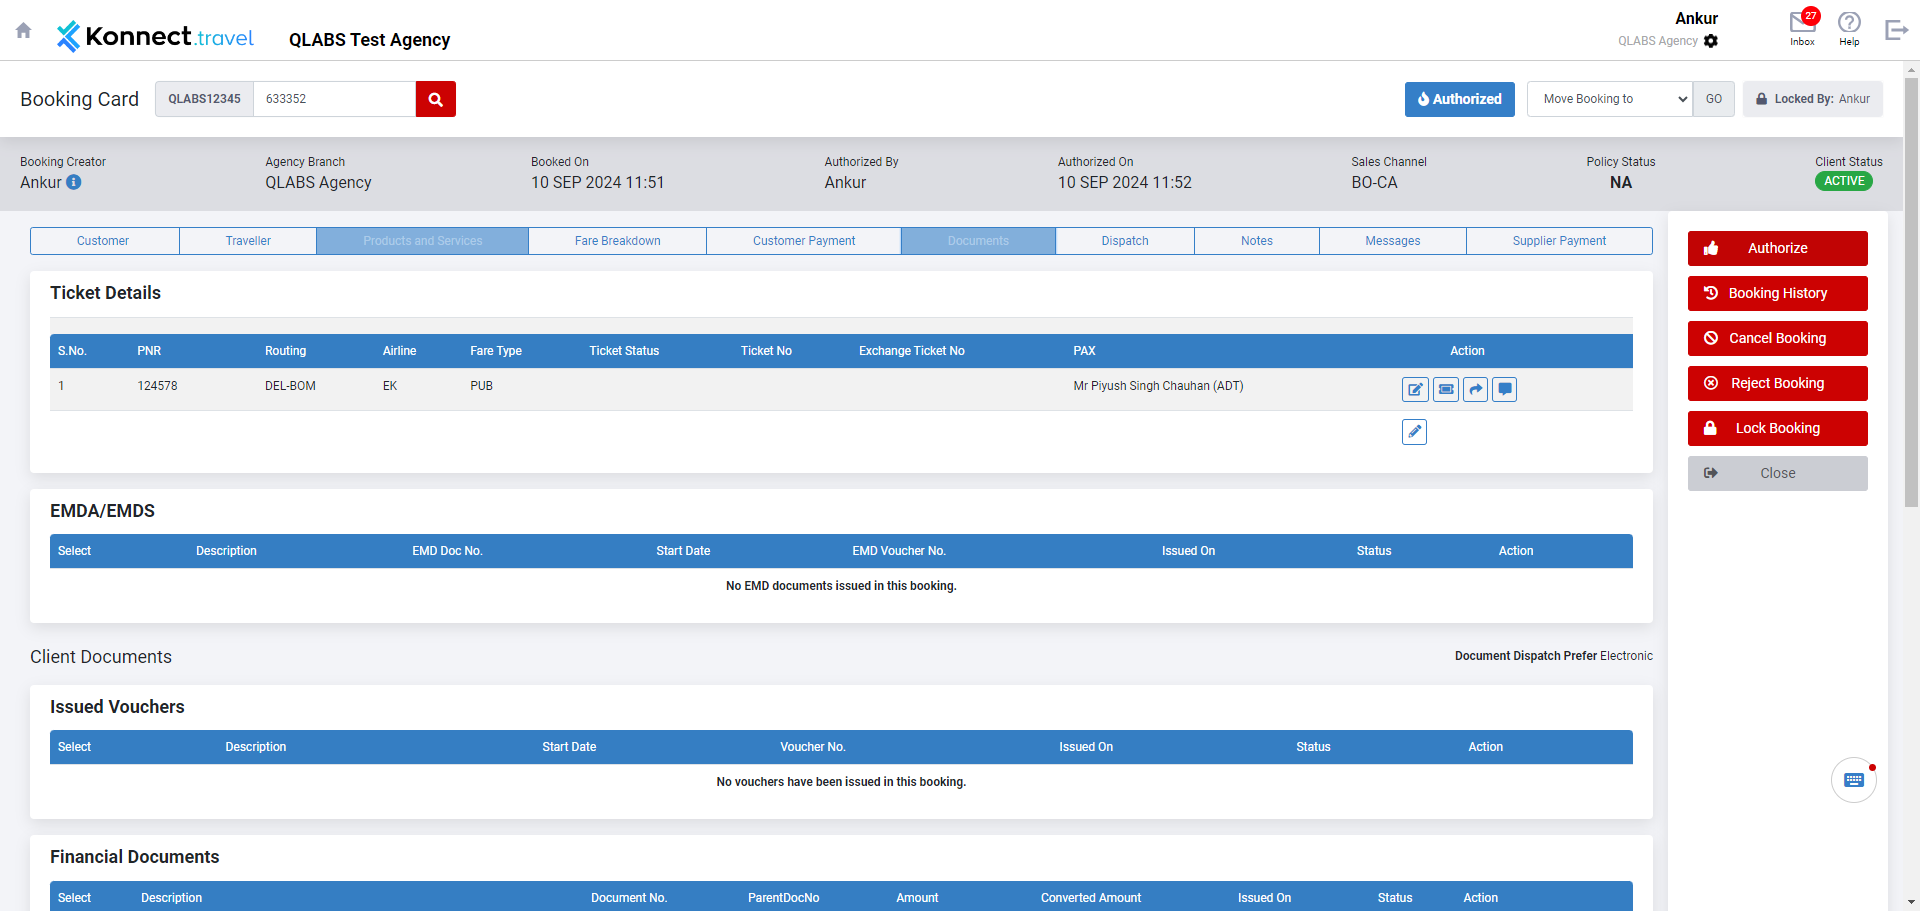 Konnect.travel
QLABS Test Agency
Ankur
QLABS Agency
27
Inbox
Help
Booking Card
QLABS12345
633352
Authorized
Move Booking to
GO
Locked By: Ankur
Booking Creator
Ankur
Agency Branch
QLABS Agency
Booked On
10 SEP 2024 11:51
Authorized By
Ankur
Authorized On
10 SEP 2024 11:52
Sales Channel
BO-CA
Policy Status
NA
Client Status
ACTIVE
Customer
Traveller
Products and Services
Fare Breakdown
Customer Payment
Documents
Dispatch
Notes
Messages
Supplier Payment
Authorize
Booking History
Cancel Booking
Reject Booking
Lock Booking
Close
Ticket Details
S.No. PNR Routing Airline Fare Type Ticket Status Ticket No Exchange Ticket No PAX Action
1 124578 DEL-BOM EK PUB Mr Piyush Singh Chauhan (ADT)
EMDA/EMDS
Select Description EMD Doc No. Start Date EMD Voucher No. Issued On Status Action
No EMD documents issued in this booking.
Client Documents
Document Dispatch Prefer Electronic
Issued Vouchers
Select Description Start Date Voucher No. Issued On Status Action
No vouchers have been issued in this booking.
Financial Documents
Select Description Document No. ParentDocNo Amount Converted Amount Issued On Status Action